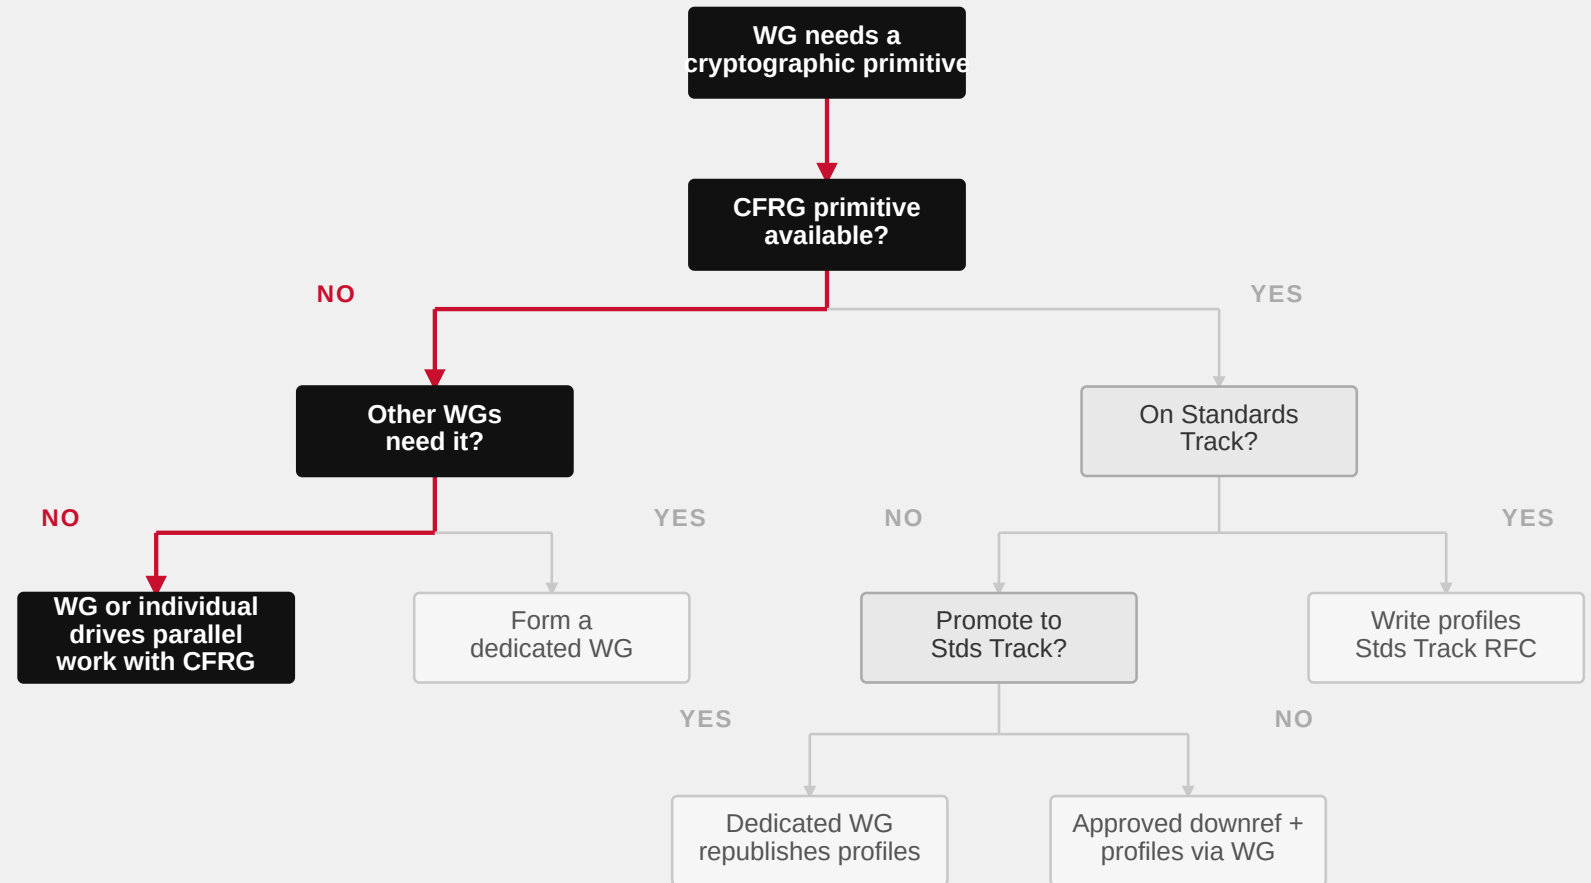 WG needs a
cryptographic primitive
CFRG primitive
available?
NO
YES
Other WGs
need it?
On Standards
Track?
NO
YES
NO
YES
WG or individual
drives parallel
work with CFRG
Form a
dedicated WG
Promote to
Stds Track?
Write profiles
Stds Track RFC
YES
NO
Dedicated WG
republishes profiles
Approved downref +
profiles via WG